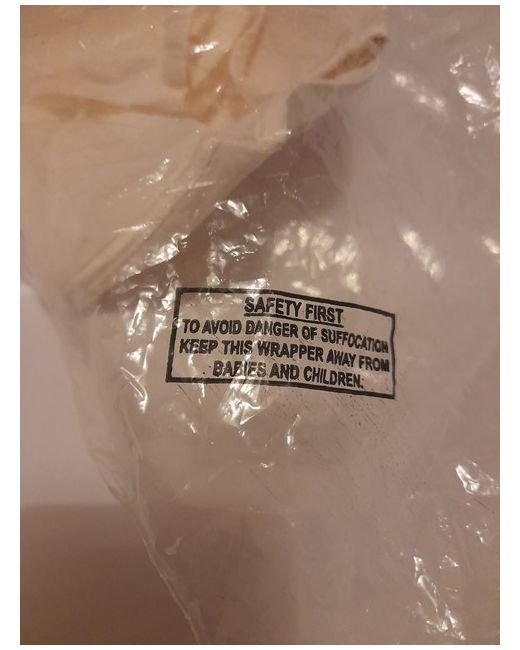 SAFETY FIRST
TO AVOID DANGER OF SUFFOCATION
KEEP THIS WRAPPER AWAY FROM
BABIES AND CHILDREN.